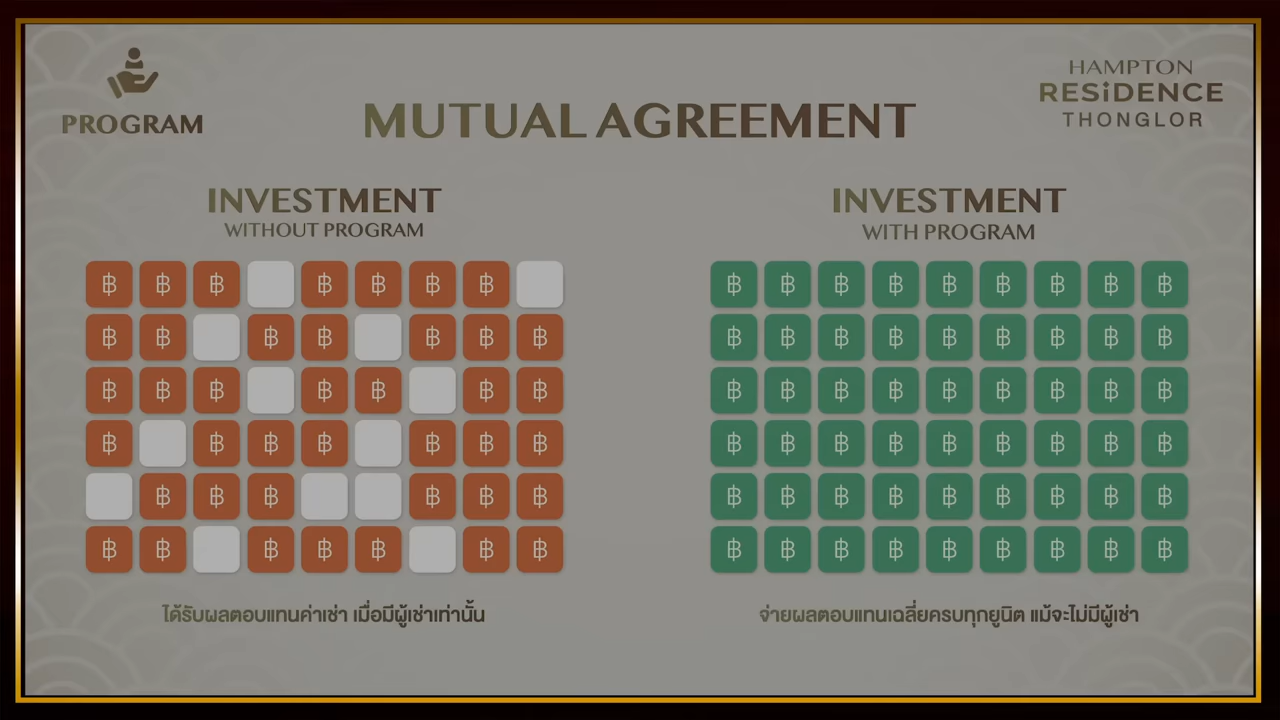 PROGRAM
HAMPTON
RESiDENCE
THONGLOR
MUTUAL AGREEMENT
INVESTMENT
WITHOUT PROGRAM
INVESTMENT
WITH PROGRAM
฿ ฿ ฿ ฿ ฿ ฿ ฿
฿ ฿ ฿ ฿ ฿ ฿ ฿
฿ ฿ ฿ ฿ ฿ ฿ ฿
฿ ฿ ฿ ฿ ฿ ฿ ฿
฿ ฿ ฿ ฿ ฿ ฿
฿ ฿ ฿ ฿ ฿ ฿ ฿
฿ ฿ ฿ ฿ ฿ ฿ ฿ ฿ ฿
฿ ฿ ฿ ฿ ฿ ฿ ฿ ฿ ฿
฿ ฿ ฿ ฿ ฿ ฿ ฿ ฿ ฿
฿ ฿ ฿ ฿ ฿ ฿ ฿ ฿ ฿
฿ ฿ ฿ ฿ ฿ ฿ ฿ ฿ ฿
฿ ฿ ฿ ฿ ฿ ฿ ฿ ฿ ฿
ได้รับผลตอบแทนค่าเช่า เมื่อมีผู้เช่าเท่านั้น
จ่ายผลตอบแทนเฉลี่ยครบทุกยูนิต แม้จะไม่มีผู้เช่า